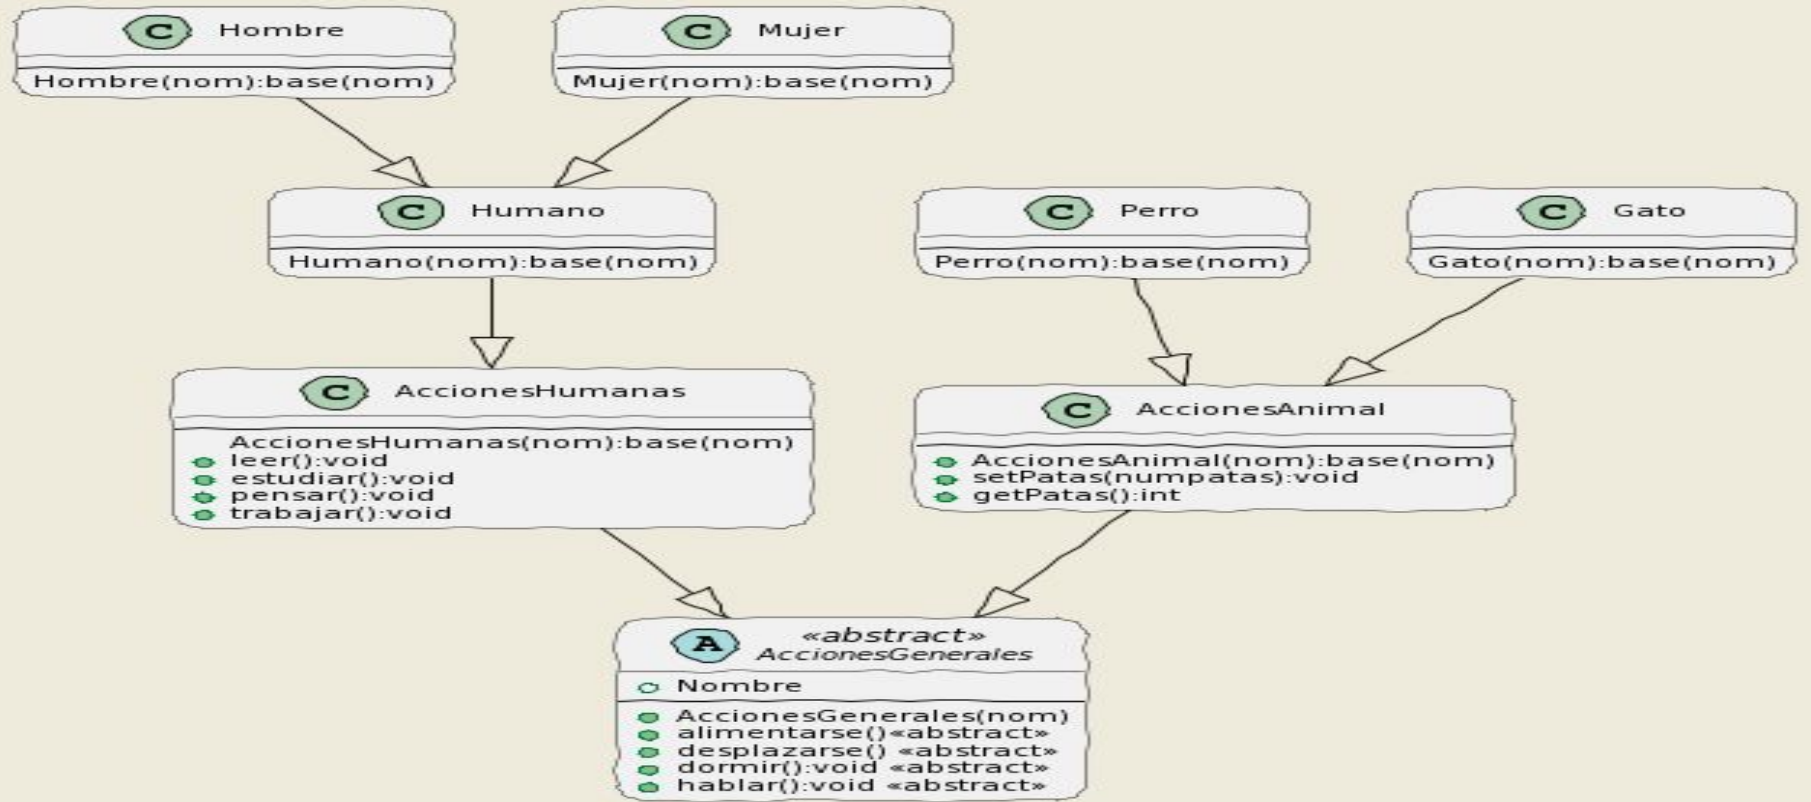 C Hombre
Hombre(nom):base(nom)
C Mujer
Mujer(nom):base(nom)
C Humano
Humano(nom):base(nom)
C Perro
Perro(nom):base(nom)
C Gato
Gato(nom):base(nom)
C AccionesHumanas
AccionesHumanas(nom):base(nom)
leer():void
estudiar():void
pensar():void
trabajar():void
C AccionesAnimal
AccionesAnimal(nom):base(nom)
setPatas(numpatas):void
getPatas():int
A «abstract»
AccionesGenerales
Nombre
AccionesGenerales(nom)
alimentarse()«abstract»
desplazarse() «abstract»
dormir():void «abstract»
hablar():void «abstract»